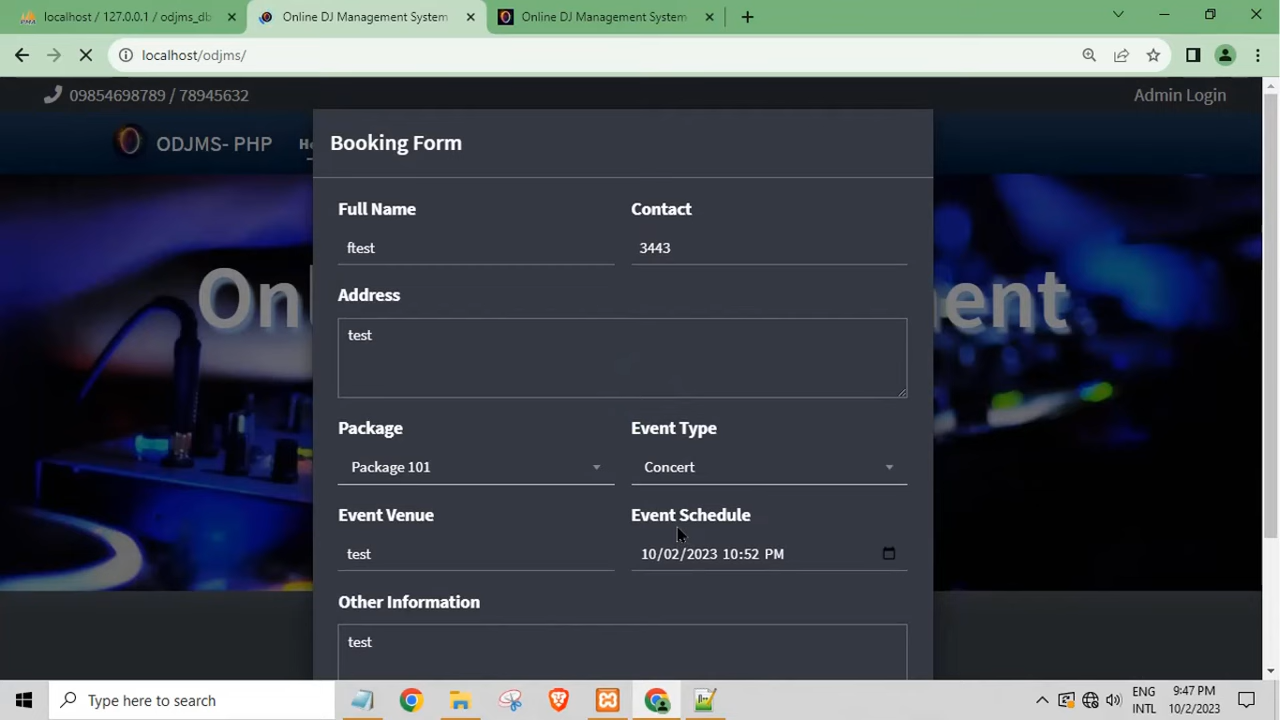 localhost / 127.0.0.1 / odjms_db
Online DJ Management System
Online DJ Management System
localhost/odjms/
09854698789 / 78945632
Admin Login
ODJMS- PHP
Booking Form
Full Name
Contact
ftest
3443
Address
test
Package
Event Type
Package 101
Concert
Event Venue
Event Schedule
test
10/02/2023 10:52 PM
Other Information
test
Type here to search
ENG
INTL
9:47 PM
10/2/2023